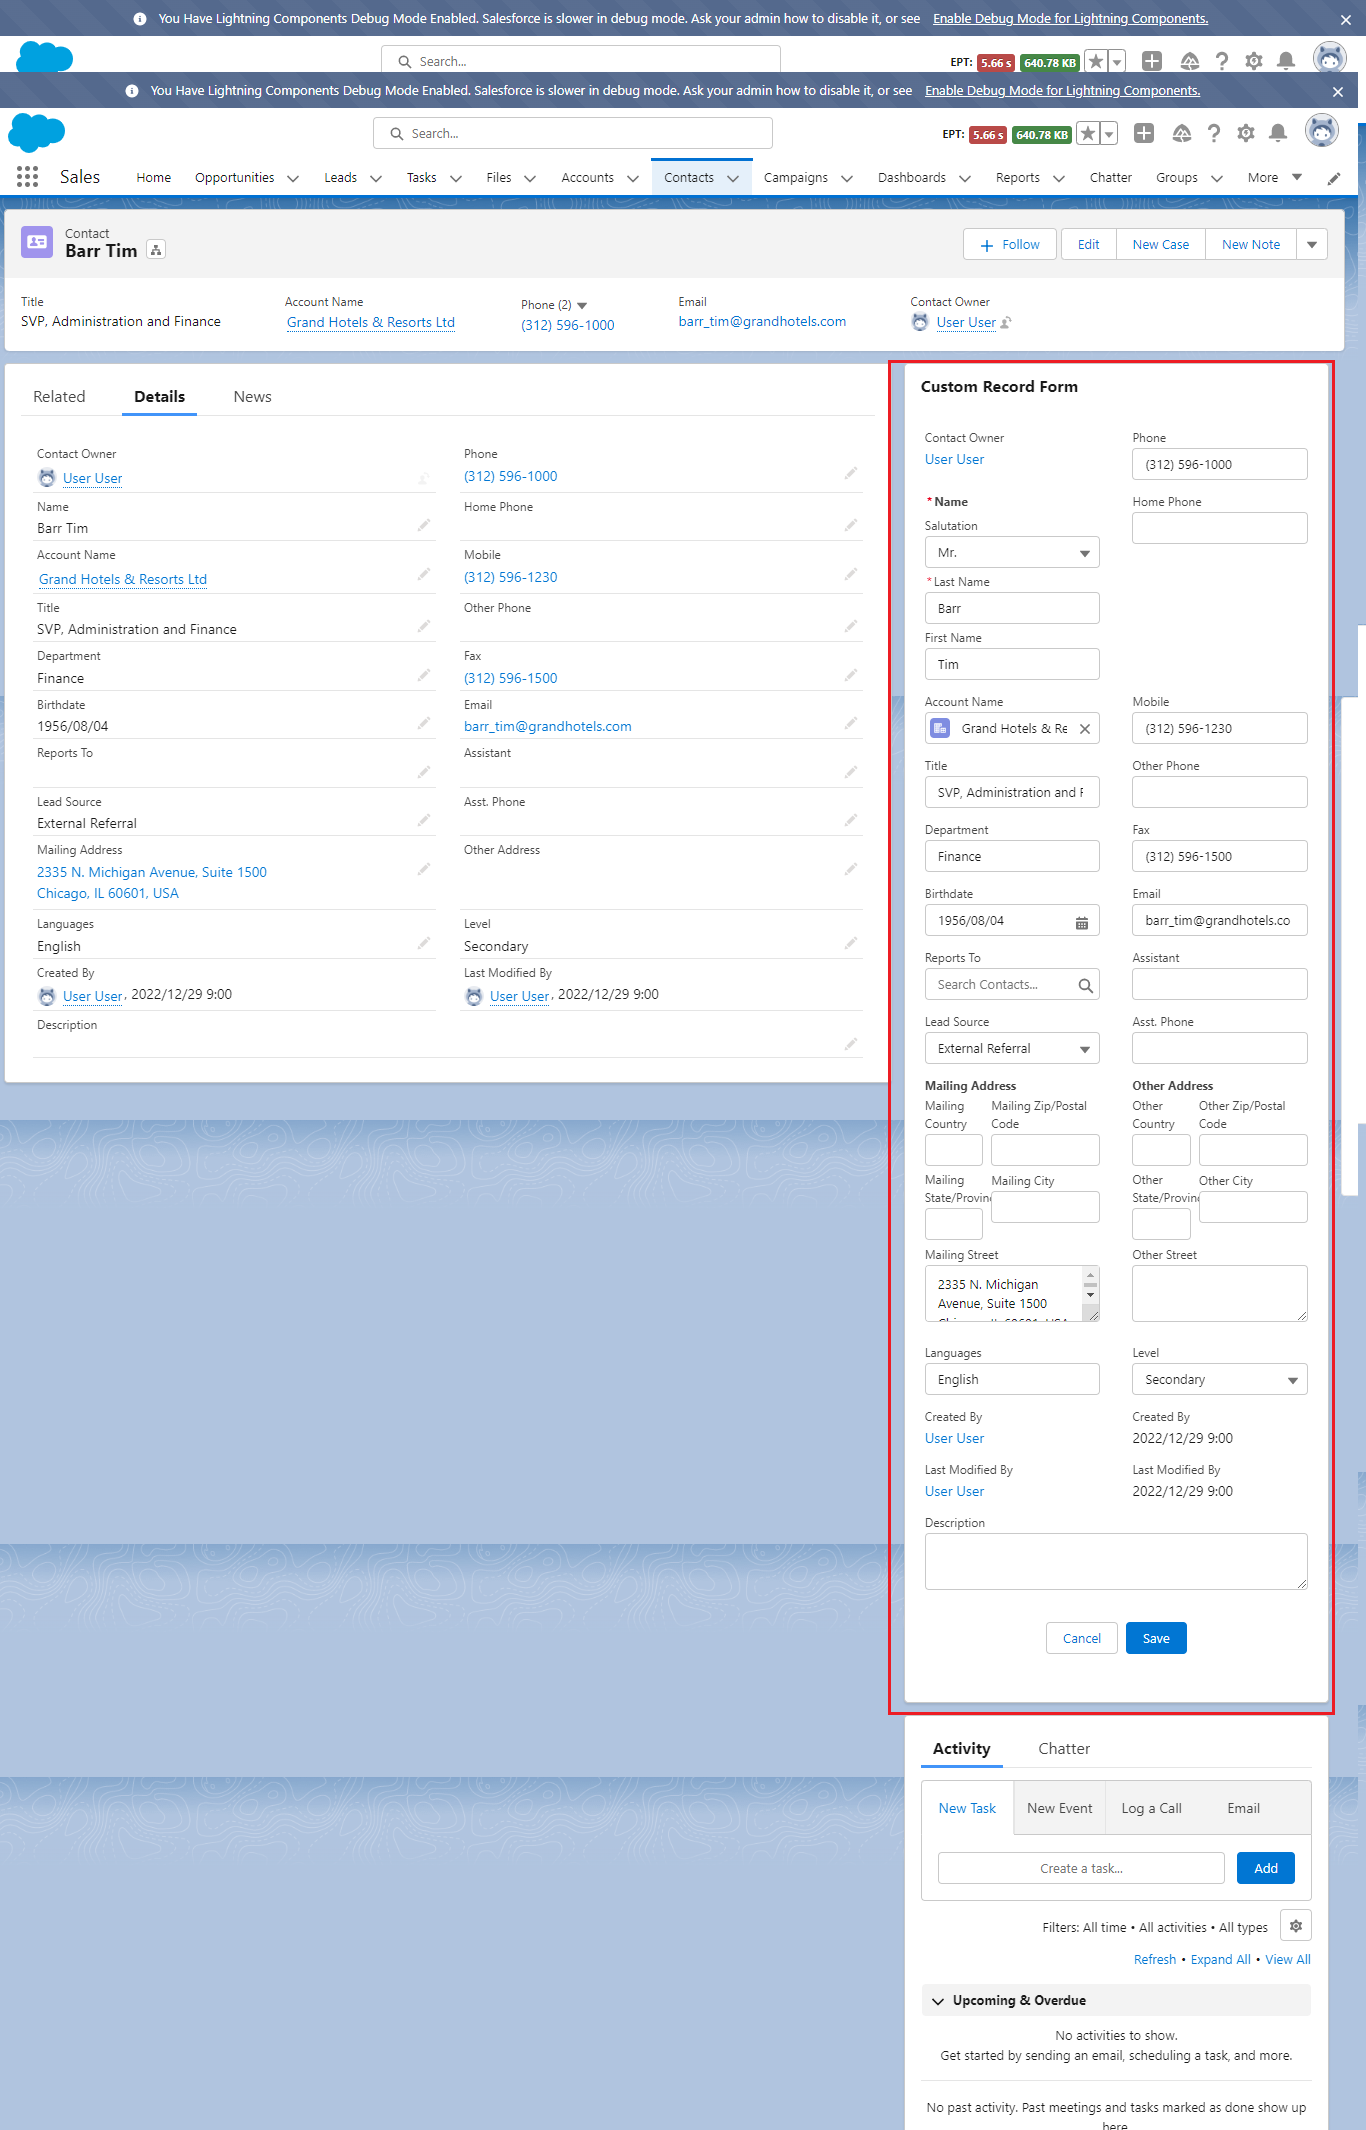 You Have Lightning Components Debug Mode Enabled. Salesforce is slower in debug mode. Ask your admin how to disable it, or see Enable Debug Mode for Lightning Components.
Search...
EPT: 5.66 s 640.78 KB
You Have Lightning Components Debug Mode Enabled. Salesforce is slower in debug mode. Ask your admin how to disable it, or see Enable Debug Mode for Lightning Components.
Search...
EPT: 5.66 s 640.78 KB
Sales Home Opportunities Leads Tasks Files Accounts Contacts Campaigns Dashboards Reports Chatter Groups More
Contact
Barr Tim
Follow Edit New Case New Note
Title Account Name Phone (2) Email Contact Owner
SVP, Administration and Finance Grand Hotels & Resorts Ltd (312) 596-1000 barr_tim@grandhotels.com User User
Related Details News
Contact Owner Phone
User User (312) 596-1000
Name Home Phone
Barr Tim
Account Name Mobile
Grand Hotels & Resorts Ltd (312) 596-1230
Title Other Phone
SVP, Administration and Finance
Department Fax
Finance (312) 596-1500
Birthdate Email
1956/08/04 barr_tim@grandhotels.com
Reports To Assistant
Lead Source Asst. Phone
External Referral
Mailing Address Other Address
2335 N. Michigan Avenue, Suite 1500
Chicago, IL 60601, USA
Languages Level
English Secondary
Created By Last Modified By
User User, 2022/12/29 9:00 User User, 2022/12/29 9:00
Description
Custom Record Form
Contact Owner Phone
User User (312) 596-1000
*Name Home Phone
Salutation
Mr.
*Last Name
Barr
First Name
Tim
Account Name Mobile
Grand Hotels & Re (312) 596-1230
Title Other Phone
SVP, Administration and F
Department Fax
Finance (312) 596-1500
Birthdate Email
1956/08/04 barr_tim@grandhotels.co
Reports To Assistant
Search Contacts...
Lead Source Asst. Phone
External Referral
Mailing Address Other Address
Mailing Mailing Zip/Postal Other Other Zip/Postal
Country Code Country Code
Mailing Mailing City Other Other City
State/Provin State/Provin
Mailing Street Other Street
2335 N. Michigan
Avenue, Suite 1500
Chicago, IL 60601, USA
Languages Level
English Secondary
Created By Created By
User User 2022/12/29 9:00
Last Modified By Last Modified By
User User 2022/12/29 9:00
Description
Cancel Save
Activity Chatter
New Task New Event Log a Call Email
Create a task... Add
Filters: All time • All activities • All types
Refresh • Expand All • View All
Upcoming & Overdue
No activities to show.
Get started by sending an email, scheduling a task, and more.
No past activity. Past meetings and tasks marked as done show up
here.